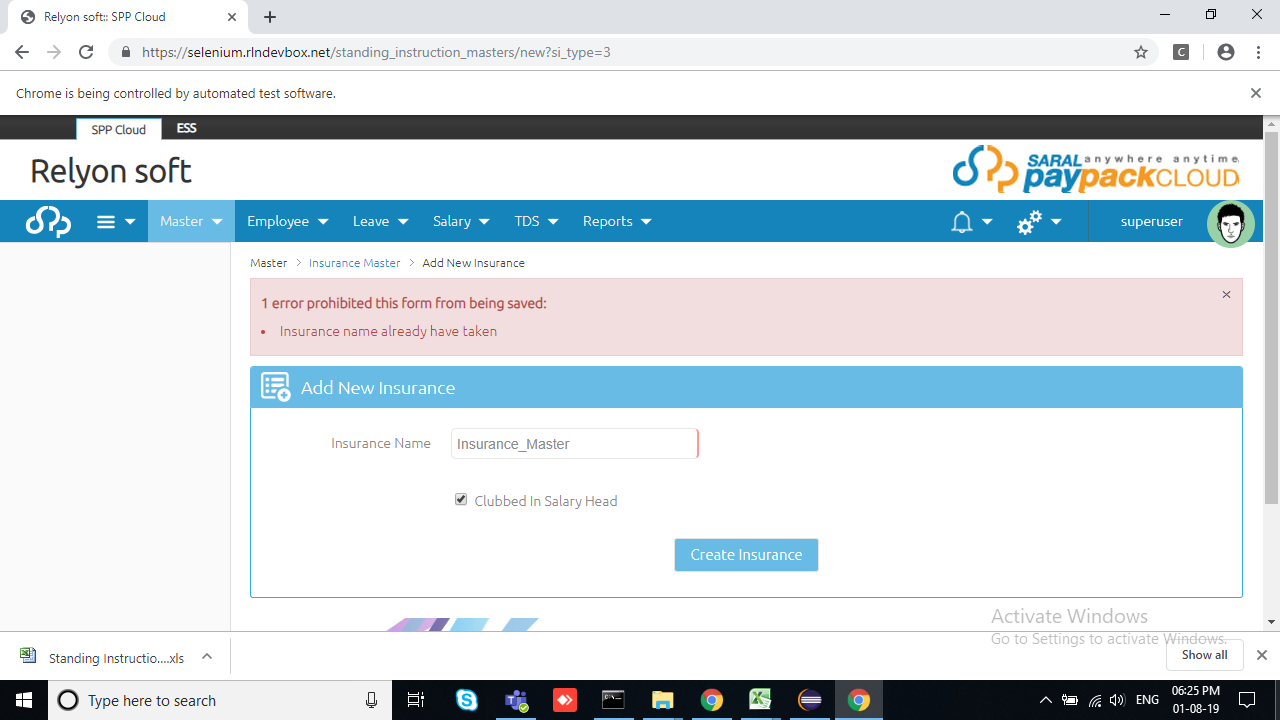 Relyon soft:: SPP Cloud
https://selenium.rlndevbox.net/standing_instruction_masters/new?si_type=3
C
Chrome is being controlled by automated test software.
SPP Cloud ESS
Relyon soft
SARAL anywhere anytime
paypackCLOUD
Master Employee Leave Salary TDS Reports superuser
Master > Insurance Master > Add New Insurance
1 error prohibited this form from being saved:
• Insurance name already have taken
Add New Insurance
Insurance Name Insurance_Master
Clubbed In Salary Head
Create Insurance
Activate Windows
Go to Settings to activate Windows.
Standing Instructio....xls
Show all
Type here to search
ENG
06:25 PM
01-08-19